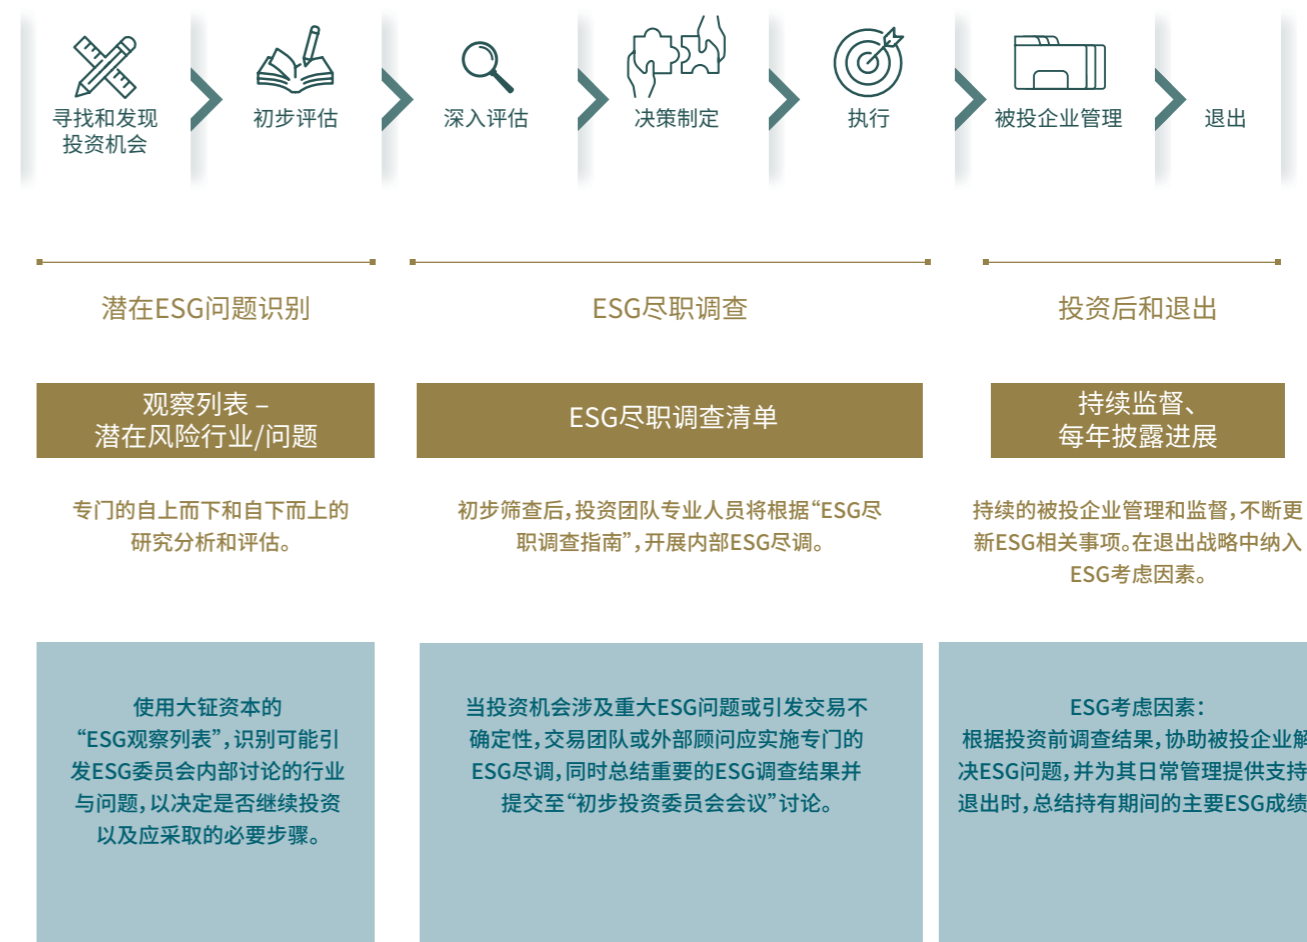 寻找和发现
投资机会
初步评估
深入评估
决策制定
执行
被投企业管理
退出
潜在ESG问题识别
ESG尽职调查
投资后和退出
观察列表 –
潜在风险行业/问题
ESG尽职调查清单
持续监督、
每年披露进展
专门的自上而下和自下而上的
研究分析和评估。
初步筛查后，投资团队专业人员将根据“ESG尽
职调查指南”，开展内部ESG尽调。
持续的被投企业管理和监督，不断更
新ESG相关事项。在退出战略中纳入
ESG考虑因素。
使用大钲资本的
“ESG观察列表”，识别可能引
发ESG委员会内部讨论的行业
与问题，以决定是否继续投资
以及应采取的必要步骤。
当投资机会涉及重大ESG问题或引发交易不
确定性，交易团队或外部顾问应实施专门的
ESG尽调，同时总结重要的ESG调查结果并
提交至“初步投资委员会会议”讨论。
ESG考虑因素：
根据投资前调查结果，协助被投企业解
决ESG问题，并为其日常管理提供支持
退出时，总结持有期间的主要ESG成绩